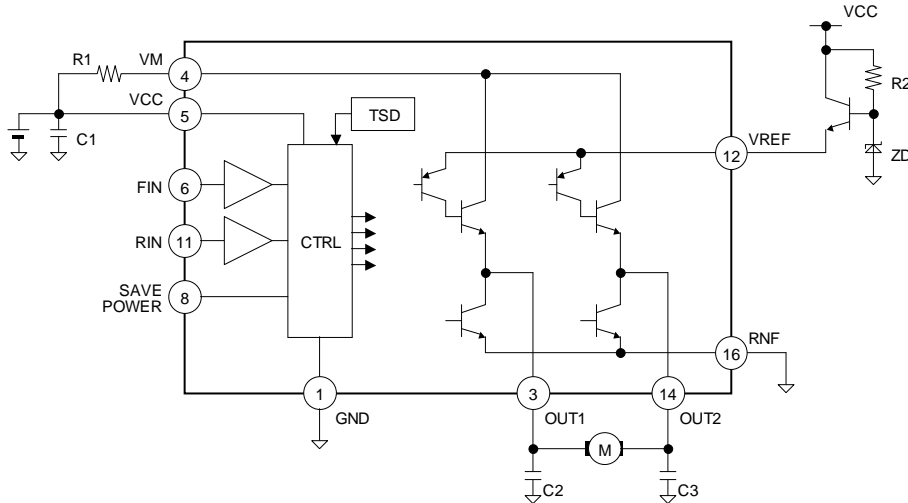 VCC
R1
VM
4
R2
VCC
5
TSD
C1
VREF
12
ZD
6
FIN
RIN
11
CTRL
SAVE
POWER
8
RNF
16
1
GND
3
OUT1
14
OUT2
M
C2
C3